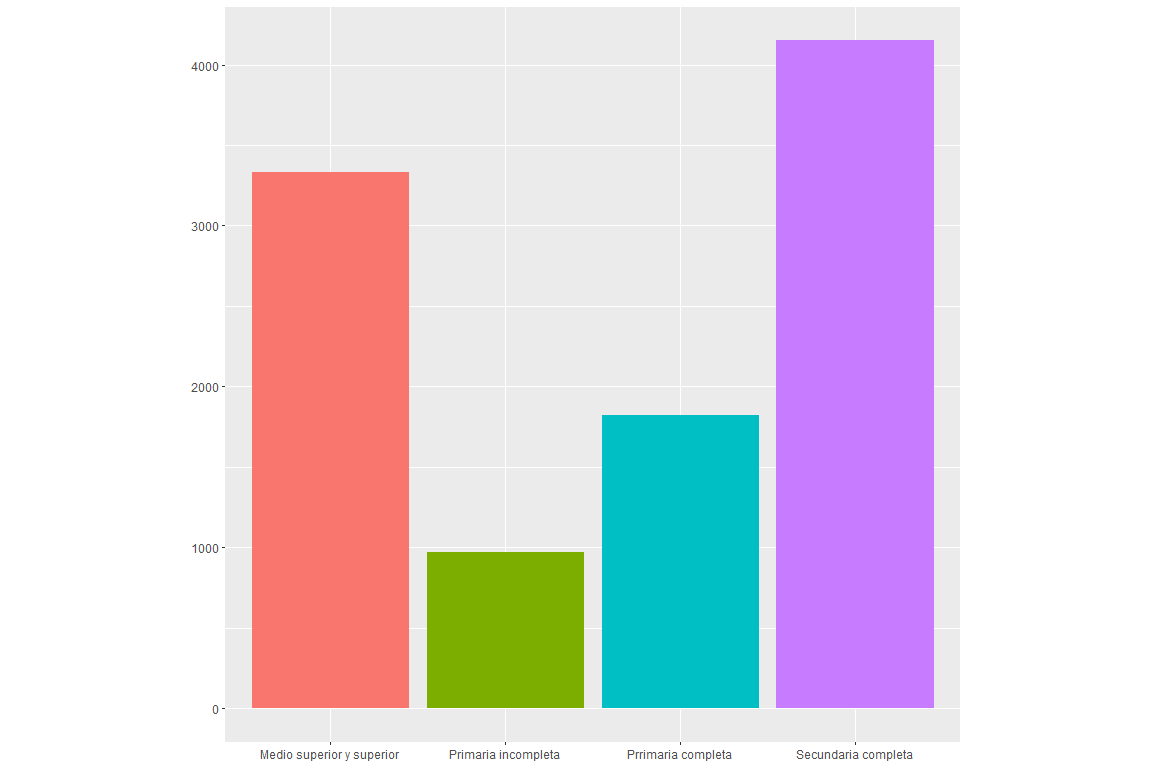 4000
3000
2000
1000
0
Medio superior y superior
Primaria incompleta
Prrimaria completa
Secundaria completa